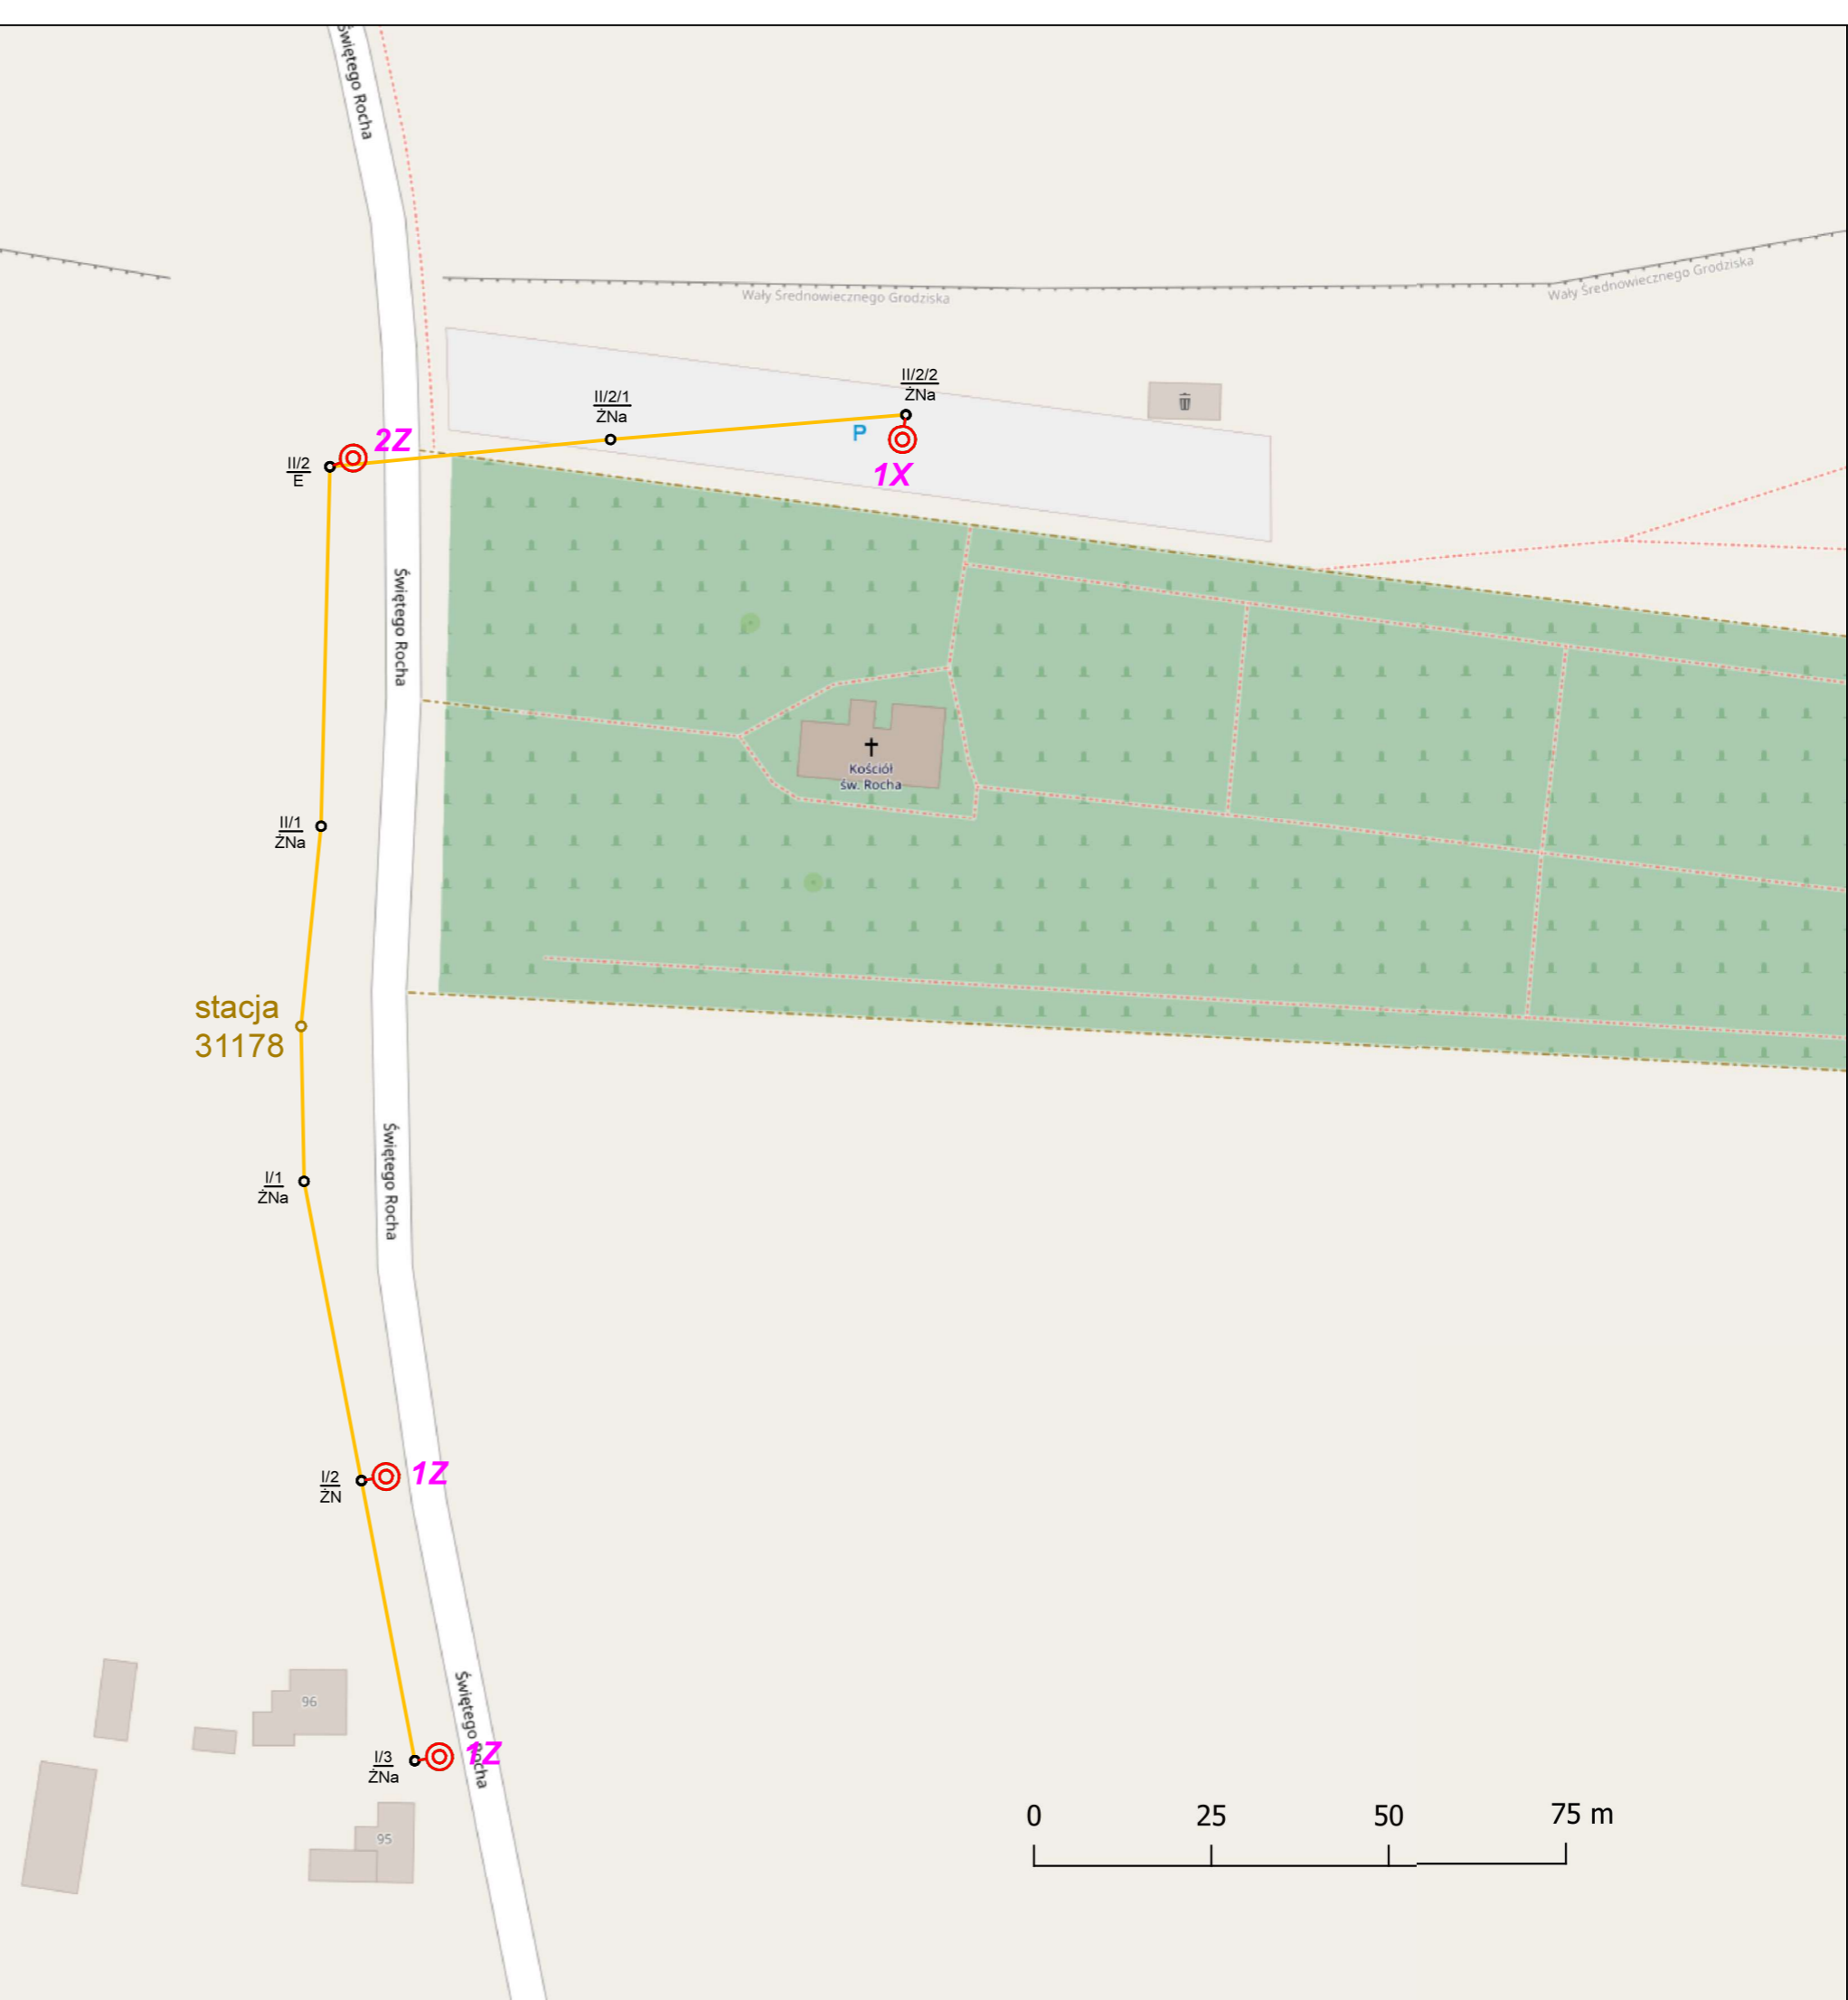 Świętego Rocha
Wały Średniowiecznego Grodziska
Wały Średniowiecznego Grodziska
II/2/2
ŻNa
II/2/1
ŻNa
P
1X
2Z
II/2
E
Świętego Rocha
Kościół
św. Rocha
II/1
ŻNa
stacja
31178
I/1
ŻNa
Świętego Rocha
I/2
ŻN
1Z
96
Świętego Rocha
I/3
ŻNa
1Z
95
0 25 50 75 m